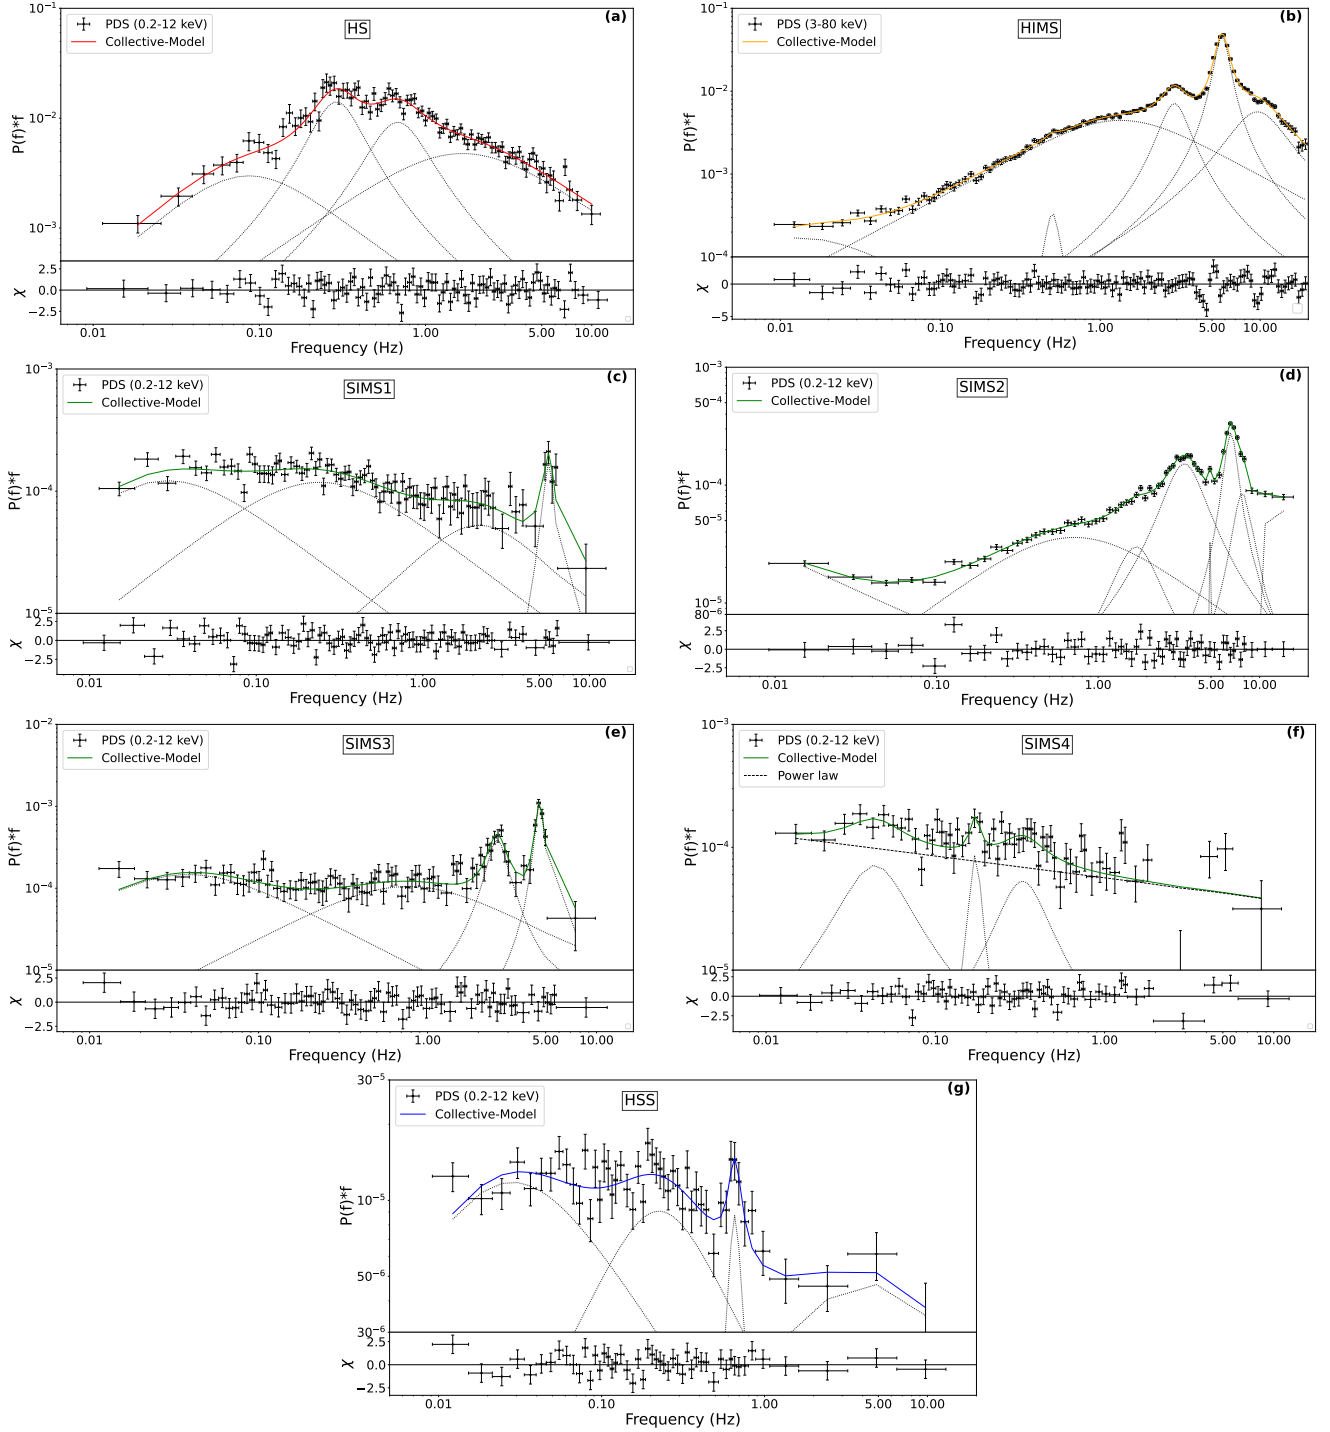 (a)
PDS (0.2-12 keV)
Collective-Model
HS
10⁻¹
10⁻²
10⁻³
P(f)*f
2.5
0.0
−2.5
χ
0.01 0.10 1.00 5.00 10.00
Frequency (Hz)
(b)
PDS (3-80 keV)
Collective-Model
HIMS
10⁻¹
10⁻²
10⁻³
10⁻⁴
P(f)*f
0
−5
χ
0.01 0.10 1.00 5.00 10.00
Frequency (Hz)
(c)
PDS (0.2-12 keV)
Collective-Model
SIMS1
10⁻³
10⁻⁴
10⁻⁵
P(f)*f
2.5
0.0
−2.5
χ
0.01 0.10 1.00 5.00 10.00
Frequency (Hz)
(d)
PDS (0.2-12 keV)
Collective-Model
SIMS2
10⁻³
50⁻⁴
10⁻⁴
50⁻⁵
10⁻⁵
80⁻⁶
P(f)*f
2.5
0.0
−2.5
χ
0.01 0.10 1.00 5.00 10.00
Frequency (Hz)
(e)
PDS (0.2-12 keV)
Collective-Model
SIMS3
10⁻²
10⁻³
10⁻⁴
10⁻⁵
P(f)*f
2.5
0.0
−2.5
χ
0.01 0.10 1.00 5.00 10.00
Frequency (Hz)
(f)
PDS (0.2-12 keV)
Collective-Model
Power law
SIMS4
10⁻³
10⁻⁴
10⁻⁵
P(f)*f
2.5
0.0
−2.5
χ
0.01 0.10 1.00 5.00 10.00
Frequency (Hz)
(g)
PDS (0.2-12 keV)
Collective-Model
HSS
30⁻⁵
10⁻⁵
50⁻⁶
30⁻⁶
P(f)*f
2.5
0.0
−2.5
χ
0.01 0.10 1.00 5.00 10.00
Frequency (Hz)